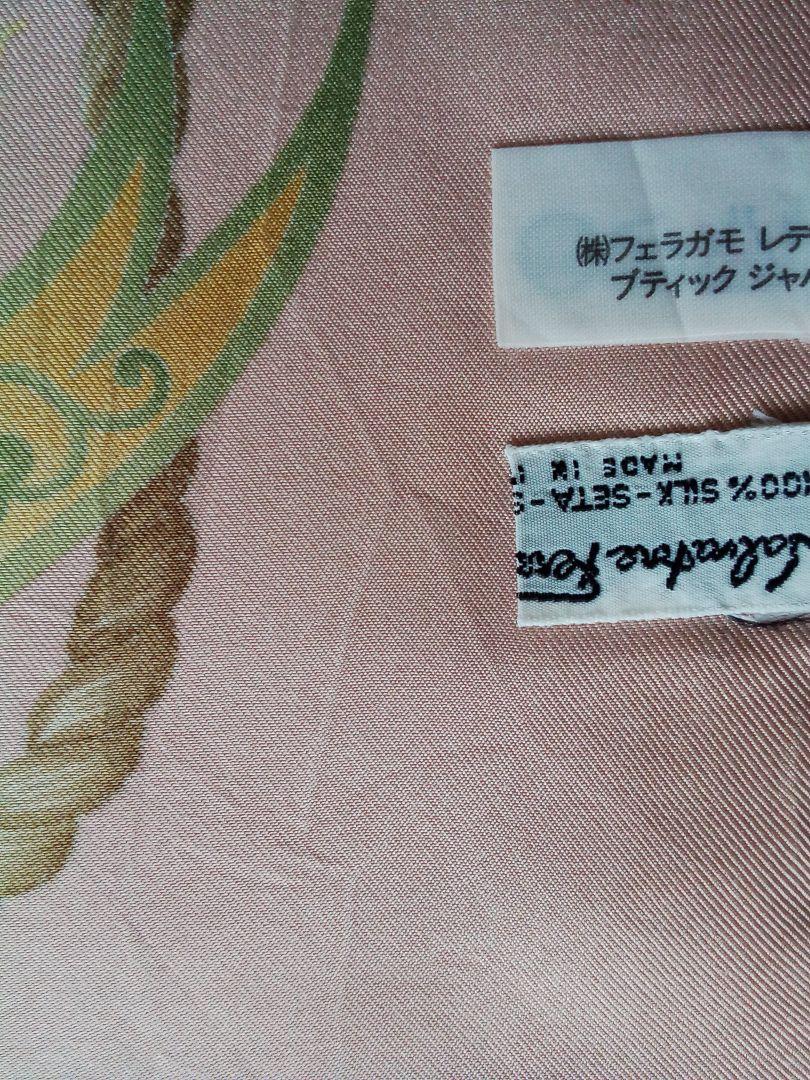 ㈱フェラガモ レデ
ブティック ジャパ
Salvatore Ferra
100% SILK-SETA-S
MADE IN